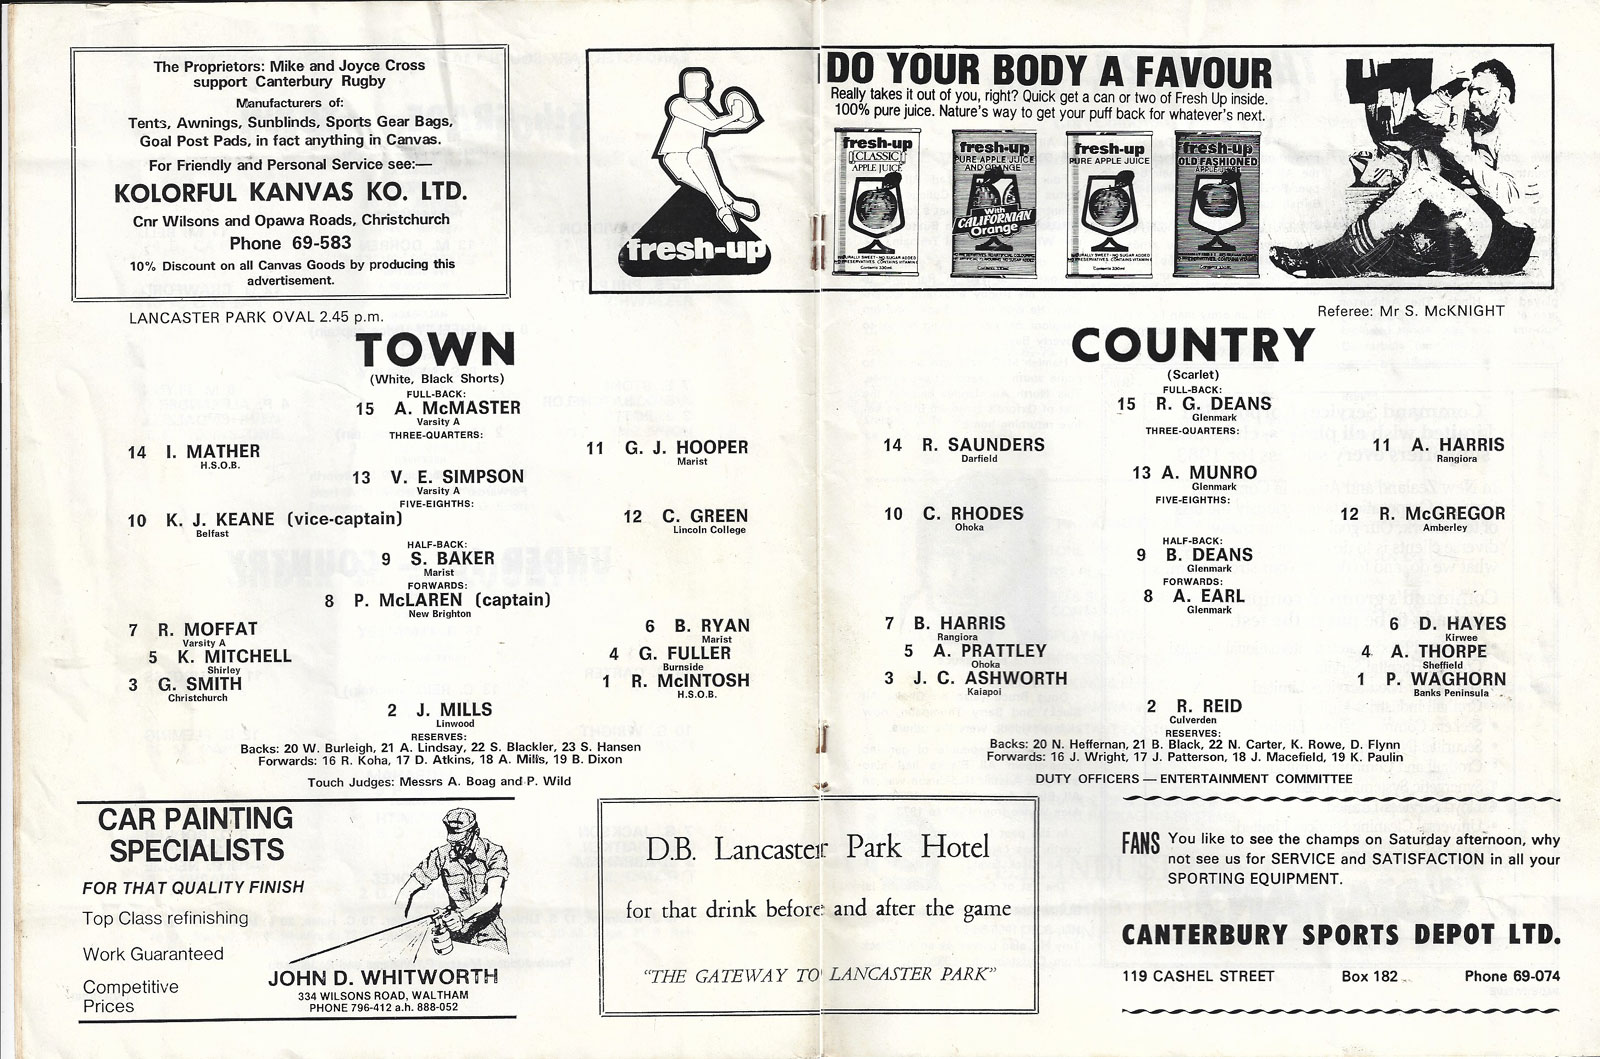 The Proprietors: Mike and Joyce Cross
support Canterbury Rugby
Manufacturers of:
Tents, Awnings, Sunblinds, Sports Gear Bags,
Goal Post Pads, in fact anything in Canvas.
For Friendly and Personal Service see:—
KOLORFUL KANVAS KO. LTD.
Cnr Wilsons and Opawa Roads, Christchurch
Phone 69-583
10% Discount on all Canvas Goods by producing this
advertisement.
fresh-up
DO YOUR BODY A FAVOUR
Really takes it out of you, right? Quick get a can or two of Fresh Up inside.
100% pure juice. Nature's way to get your puff back for whatever's next.
fresh-up
CLASSIC
APPLE JUICE
fresh-up
PURE APPLE JUICE
AND ORANGE
With
CALIFORNIAN
Orange
fresh-up
PURE APPLE JUICE
fresh-up
OLD FASHIONED
APPLE JUICE
LANCASTER PARK OVAL 2.45 p.m.
TOWN
(White, Black Shorts)
FULL-BACK:
15 A. McMASTER
Varsity A
THREE-QUARTERS:
14 I. MATHER
H.S.O.B.
11 G. J. HOOPER
Marist
13 V. E. SIMPSON
Varsity A
FIVE-EIGHTHS:
10 K. J. KEANE (vice-captain)
Belfast
12 C. GREEN
Lincoln College
HALF-BACK:
9 S. BAKER
Marist
FORWARDS:
8 P. McLAREN (captain)
New Brighton
7 R. MOFFAT
Varsity A
6 B. RYAN
Marist
5 K. MITCHELL
Shirley
4 G. FULLER
Burnside
3 G. SMITH
Christchurch
1 R. McINTOSH
H.S.O.B.
2 J. MILLS
Linwood
RESERVES:
Backs: 20 W. Burleigh, 21 A. Lindsay, 22 S. Blackler, 23 S. Hansen
Forwards: 16 R. Koha, 17 D. Atkins, 18 A. Mills, 19 B. Dixon
Touch Judges: Messrs A. Boag and P. Wild
Referee: Mr S. McKNIGHT
COUNTRY
(Scarlet)
FULL-BACK:
15 R. G. DEANS
Glenmark
THREE-QUARTERS:
14 R. SAUNDERS
Darfield
11 A. HARRIS
Rangiora
13 A. MUNRO
Glenmark
FIVE-EIGHTHS:
10 C. RHODES
Ohoka
12 R. McGREGOR
Amberley
HALF-BACK:
9 B. DEANS
Glenmark
FORWARDS:
8 A. EARL
Glenmark
7 B. HARRIS
Rangiora
6 D. HAYES
Kirwee
5 A. PRATTLEY
Ohoka
4 A. THORPE
Sheffield
3 J. C. ASHWORTH
Kaiapoi
1 P. WAGHORN
Banks Peninsula
2 R. REID
Culverden
RESERVES:
Backs: 20 N. Heffernan, 21 B. Black, 22 N. Carter, K. Rowe, D. Flynn
Forwards: 16 J. Wright, 17 J. Patterson, 18 J. Macefield, 19 K. Paulin
DUTY OFFICERS — ENTERTAINMENT COMMITTEE
CAR PAINTING
SPECIALISTS
FOR THAT QUALITY FINISH
Top Class refinishing
Work Guaranteed
Competitive
Prices
JOHN D. WHITWORTH
334 WILSONS ROAD, WALTHAM
PHONE 796-412 a.h. 888-052
D.B. Lancaster Park Hotel
for that drink before and after the game
"THE GATEWAY TO LANCASTER PARK"
FANS You like to see the champs on Saturday afternoon, why
not see us for SERVICE and SATISFACTION in all your
SPORTING EQUIPMENT.
CANTERBURY SPORTS DEPOT LTD.
119 CASHEL STREET Box 182 Phone 69-074